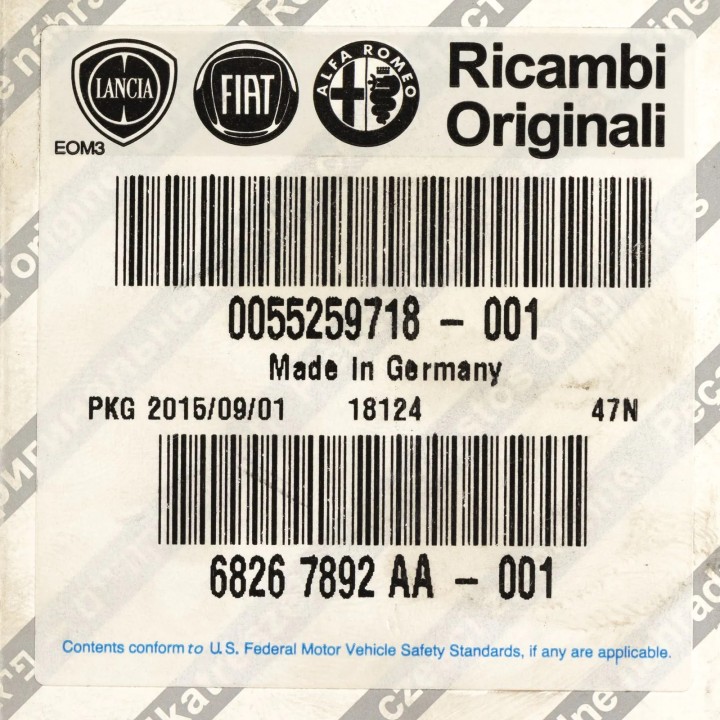 LANCIA FIAT ALFA ROMEO
Ricambi
Originali
EOM3
0055259718 - 001
Made In Germany
PKG 2015/09/01 18124 47N
6826 7892 AA - 001
Contents conform to U.S. Federal Motor Vehicle Safety Standards, if any are applicable.